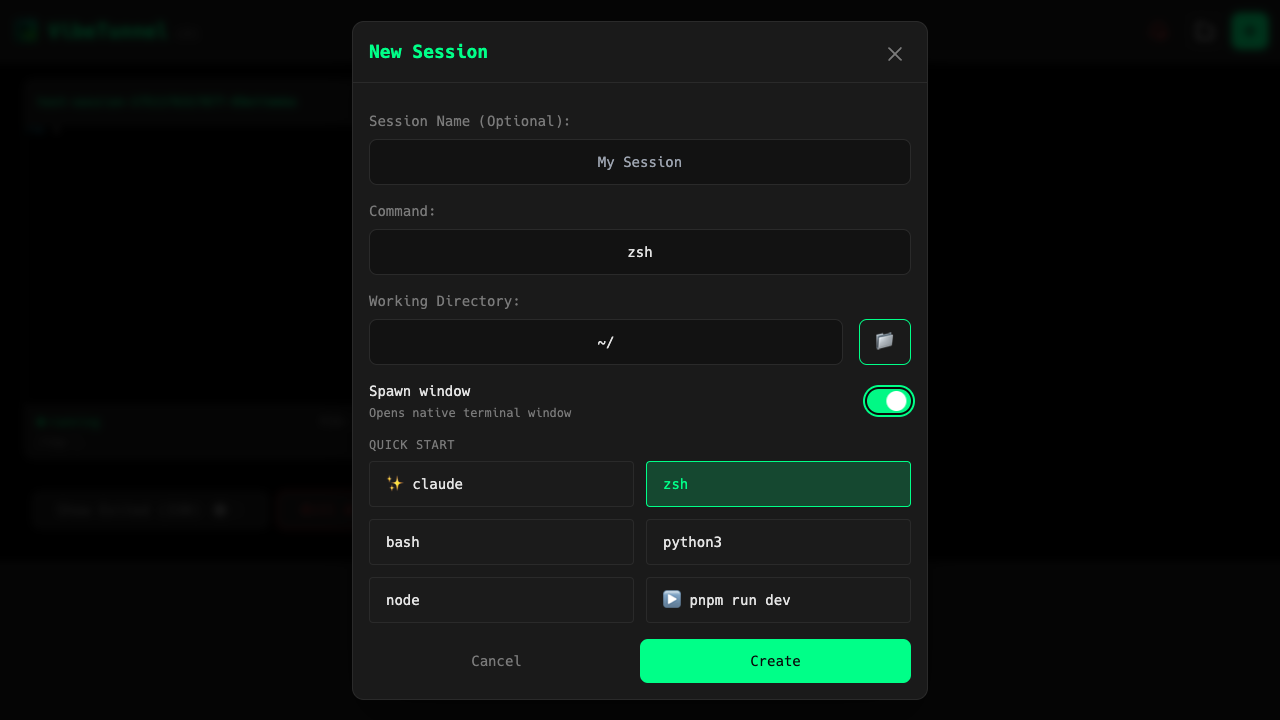 VibeTunnel
New Session
Session Name (Optional):
My Session
Command:
zsh
Working Directory:
~/
Spawn window
Opens native terminal window
QUICK START
✨ claude
zsh
bash
python3
node
▶️ pnpm run dev
Cancel
Create